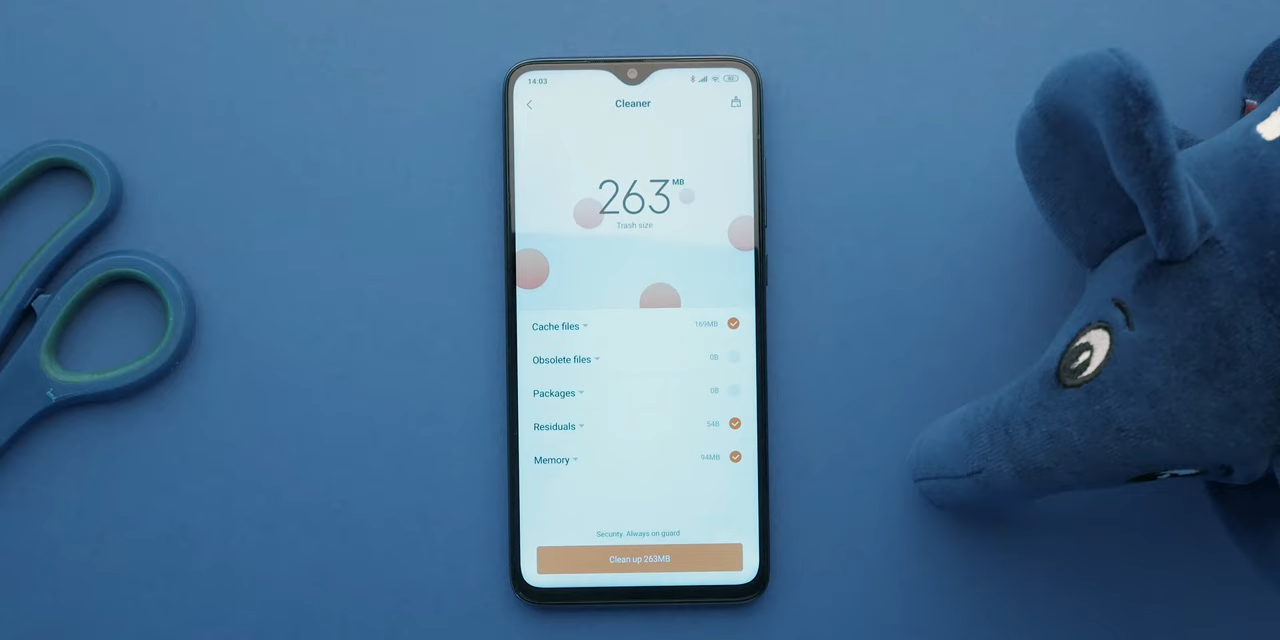 14:03
Cleaner
263 MB
Trash size
Cache files 169MB
Obsolete files 0B
Packages 0B
Residuals 54B
Memory 94MB
Security. Always on guard
Clean up 263MB